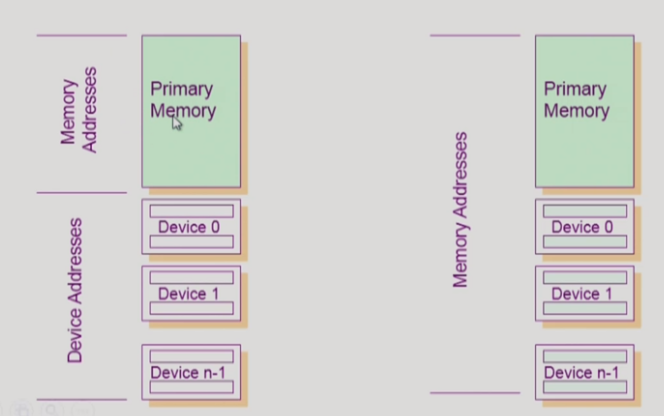 Memory
Addresses
Primary
Memory
Device Addresses
Device 0
Device 1
Device n-1
Memory Addresses
Primary
Memory
Device 0
Device 1
Device n-1